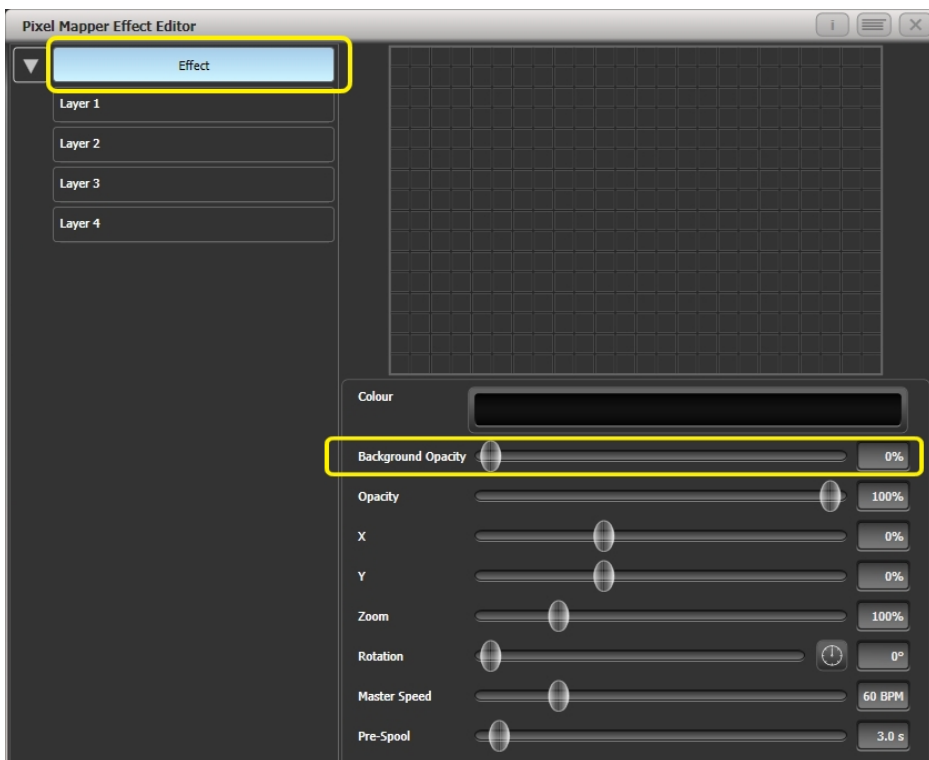 Pixel Mapper Effect Editor
i
Effect
Layer 1
Layer 2
Layer 3
Layer 4
Colour
Background Opacity 0%
Opacity 100%
X 0%
Y 0%
Zoom 100%
Rotation 0°
Master Speed 60 BPM
Pre-Spool 3.0 s